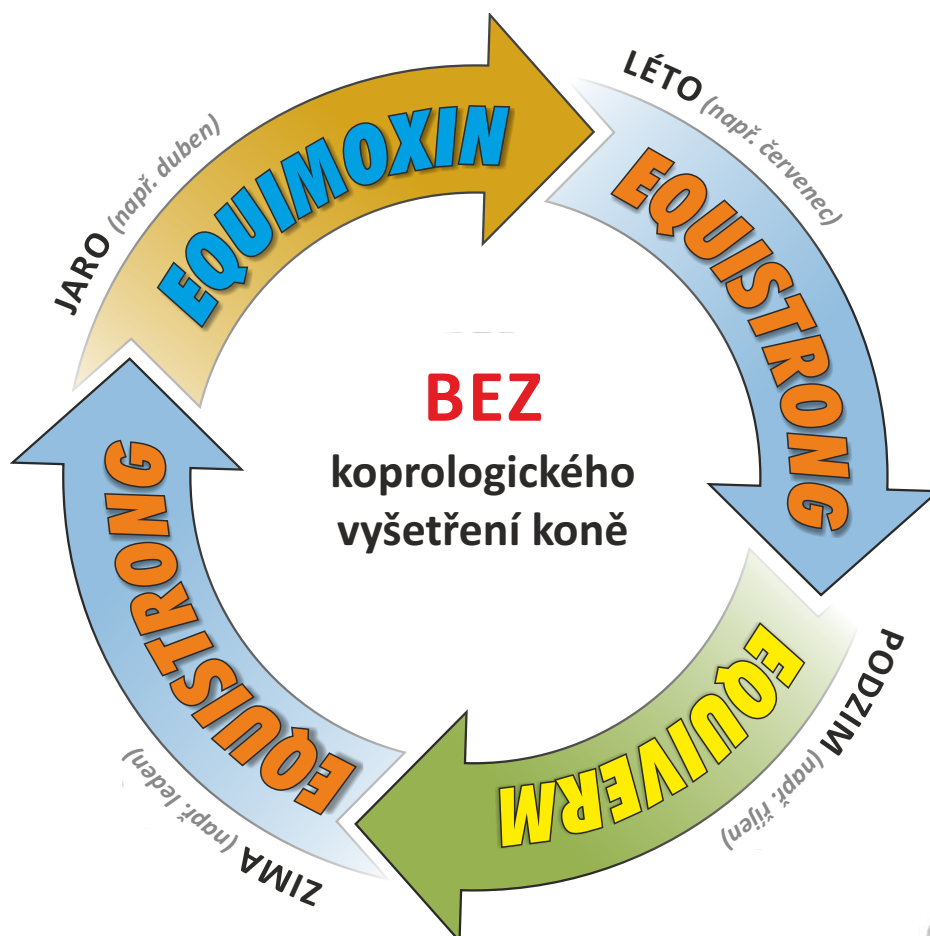 JARO (např. duben)
EQUIMOXIN
LÉTO (např. červenec)
EQUISTRONG
BEZ
koprologického
vyšetření koně
PODZIM (např. říjen)
EQUIVERM
ZIMA (např. leden)
EQUISTRONG